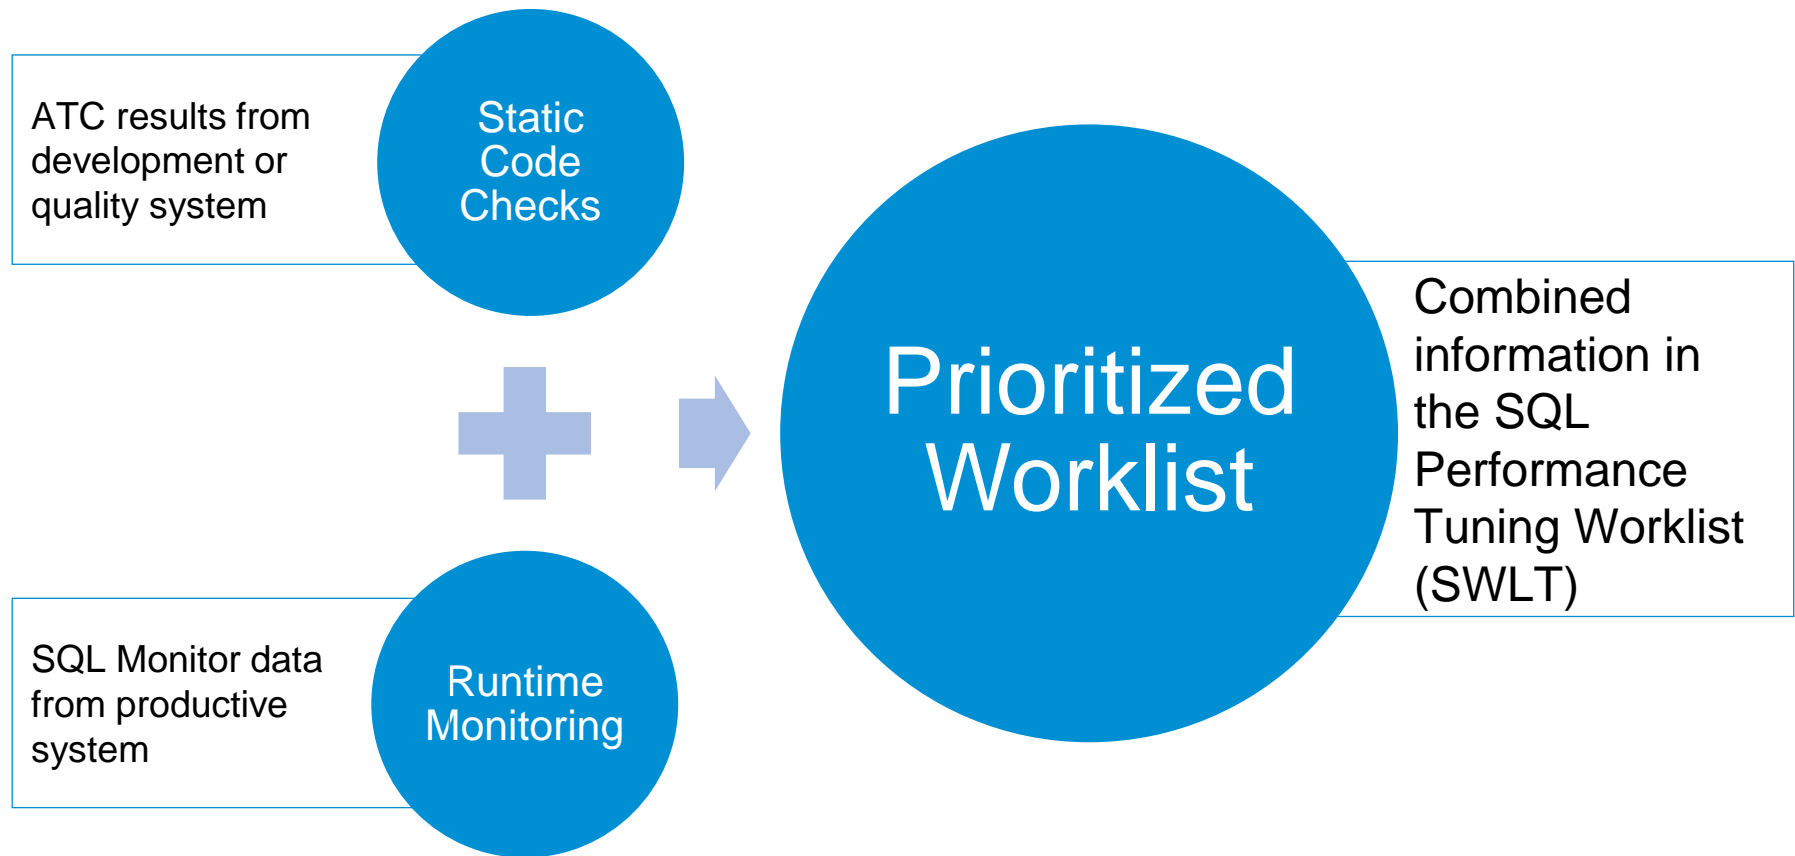 ATC results from
development or
quality system
Static
Code
Checks
SQL Monitor data
from productive
system
Runtime
Monitoring
Prioritized
Worklist
Combined
information in
the SQL
Performance
Tuning Worklist
(SWLT)